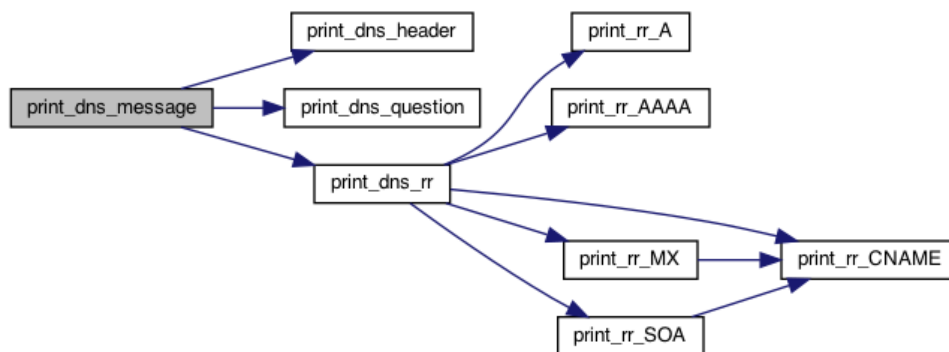 print_dns_header
print_rr_A
print_dns_message
print_dns_question
print_rr_AAAA
print_dns_rr
print_rr_MX
print_rr_CNAME
print_rr_SOA